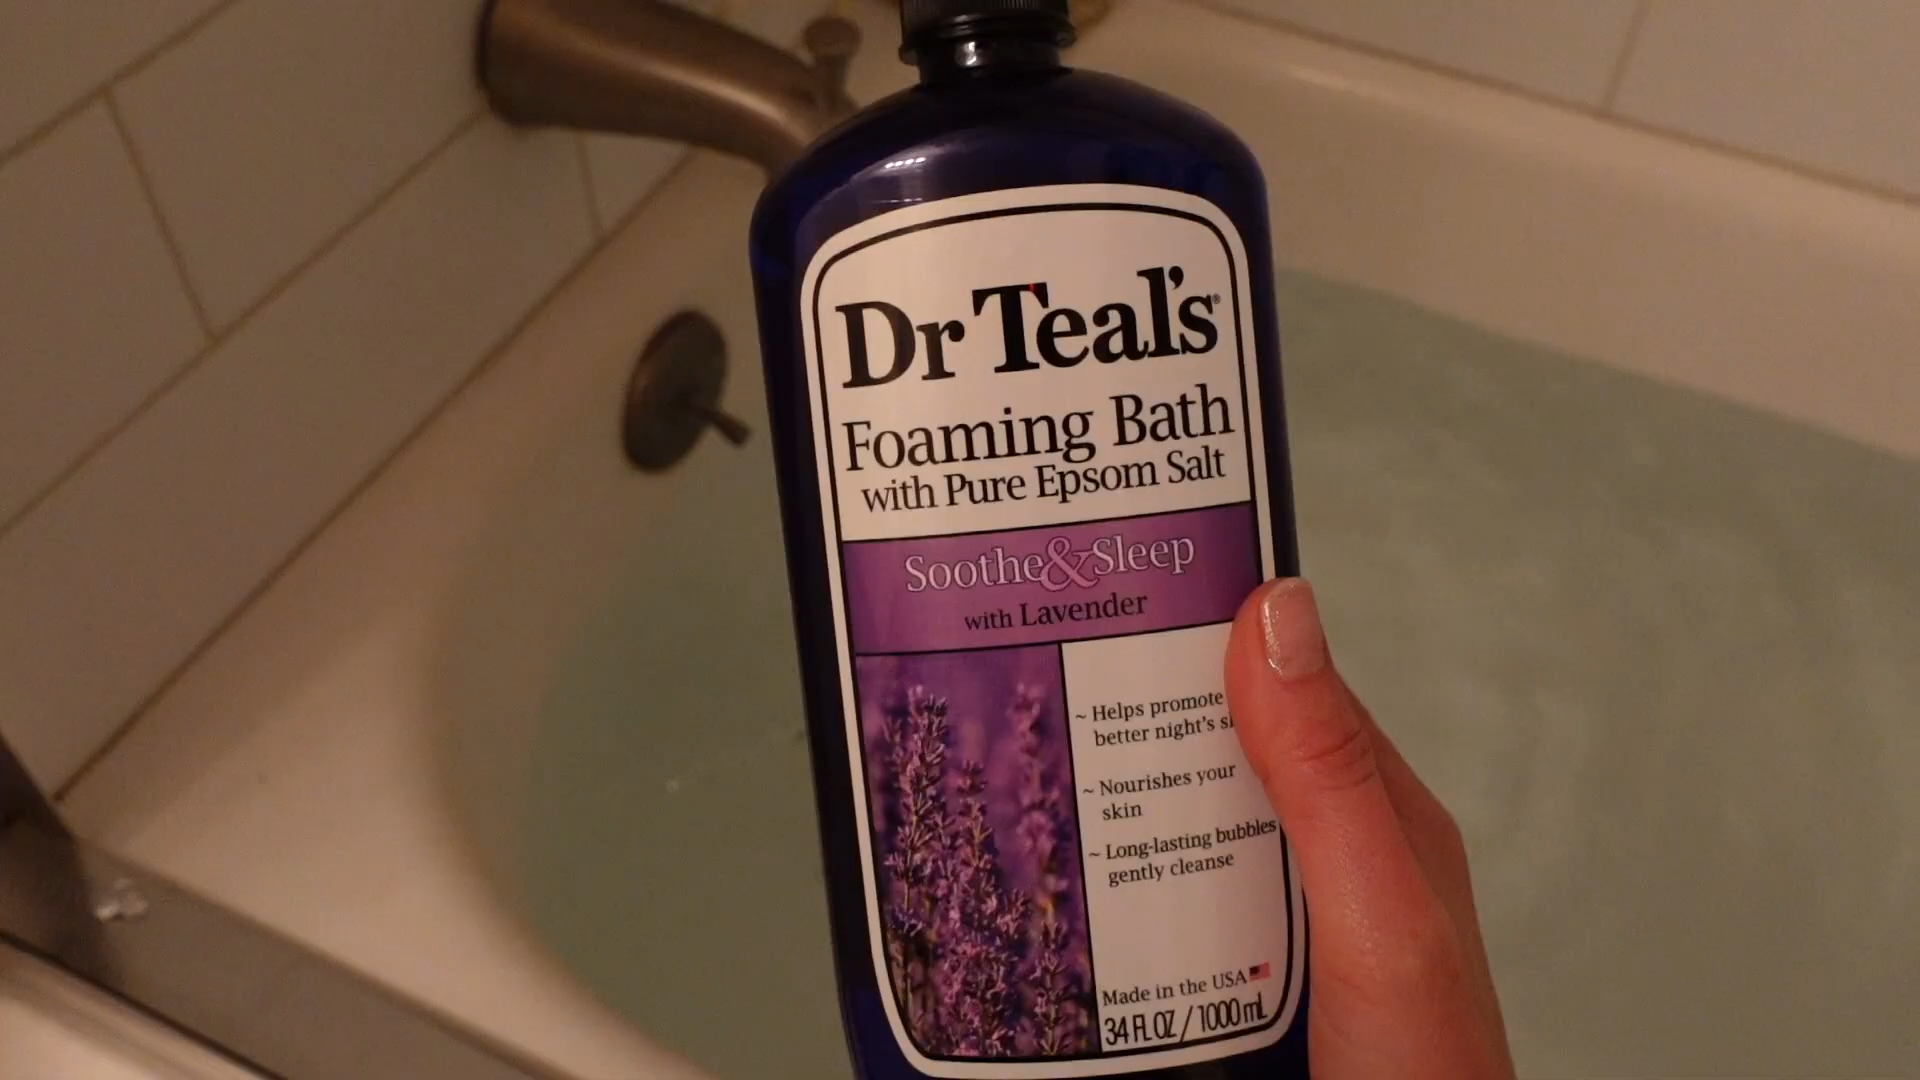 Dr Teal's®
Foaming Bath
with Pure Epsom Salt
Soothe & Sleep
with Lavender
~ Helps promote
better night's
~ Nourishes your
skin
~ Long-lasting bubbles
gently cleanse
Made in the USA
34 FL OZ / 1000 mL